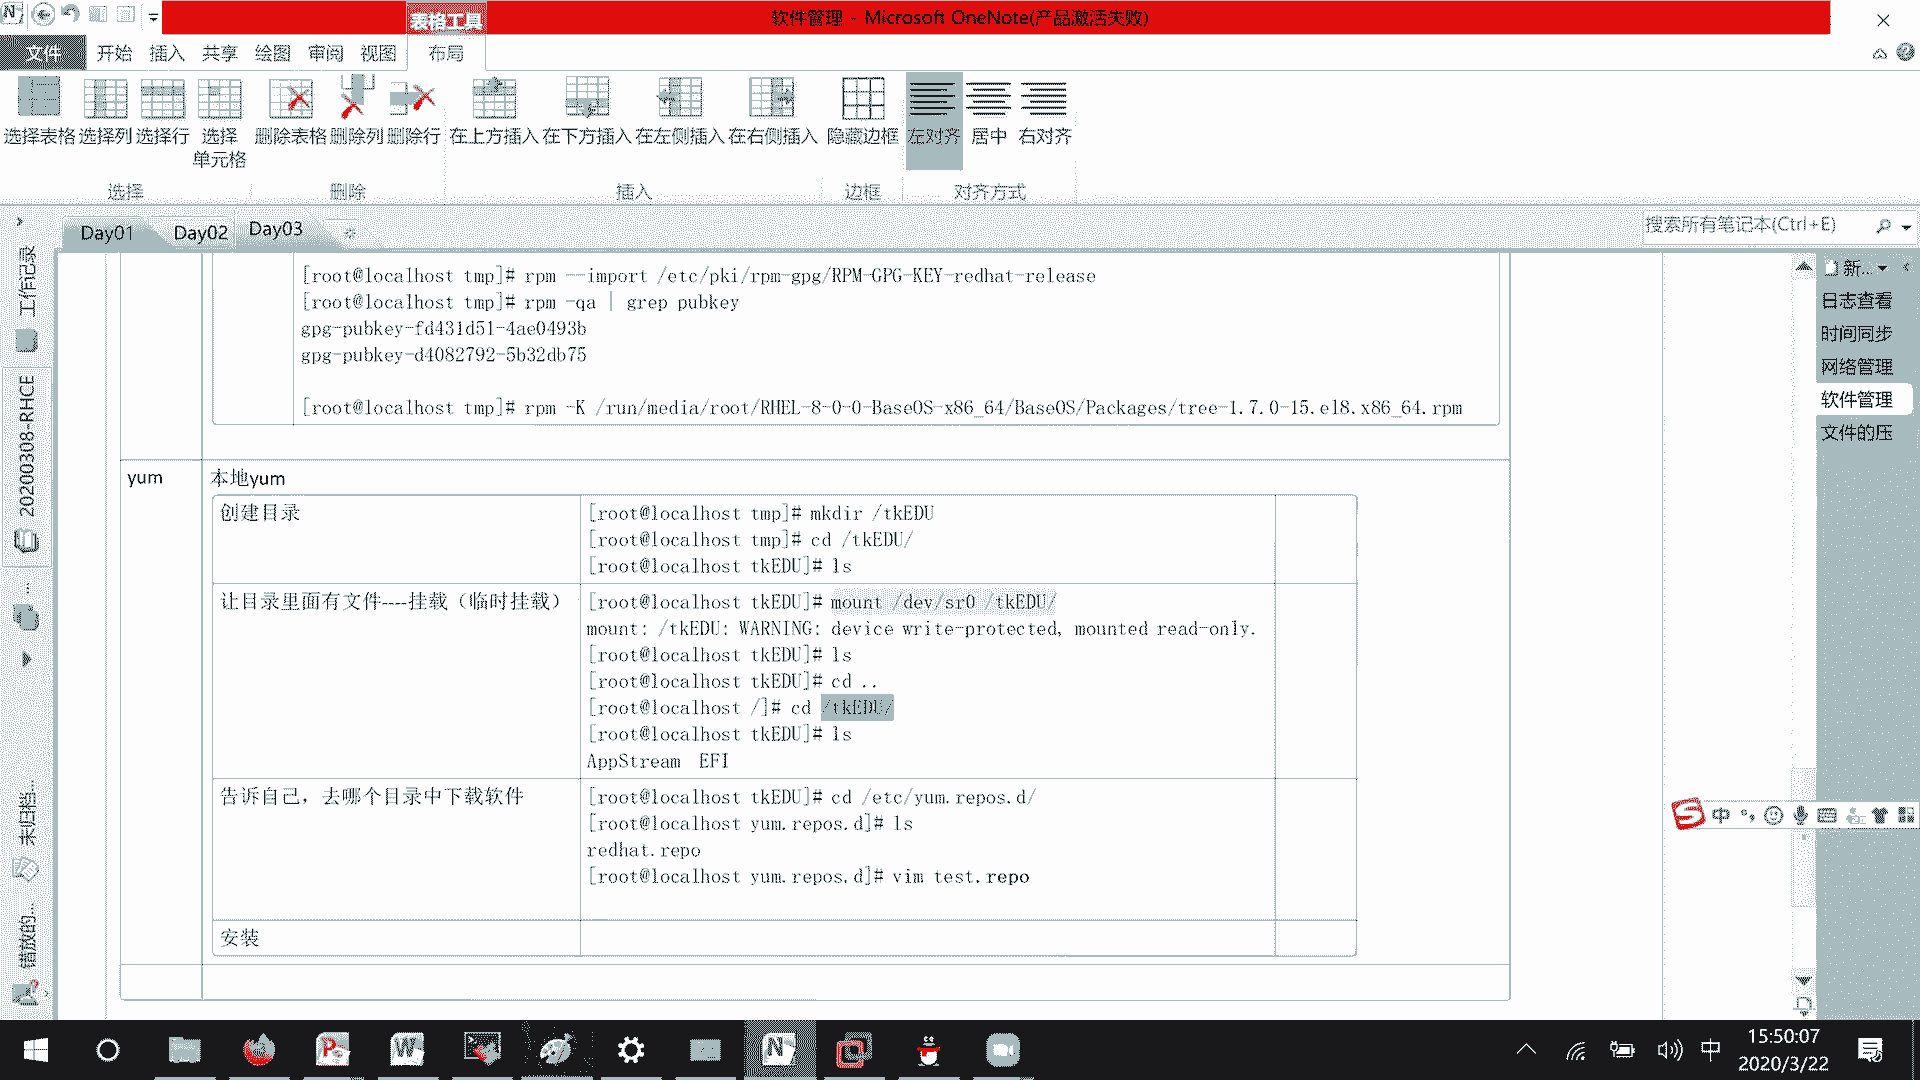 表格工具
软件管理 - Microsoft OneNote(产品激活失败)
文件 开始 插入 共享 绘图 审阅 视图 布局
选择表格 选择列 选择行 选择单元格 删除表格 删除列 删除行 在上方插入 在下方插入 在左侧插入 在右侧插入 隐藏边框 左对齐 居中 右对齐
选择 删除 插入 边框 对齐方式
Day01 Day02 Day03
搜索所有笔记本(Ctrl+E)
工作记录
20200308-RHCE
未归档...
错放的...
新...
日志查看
时间同步
网络管理
软件管理
文件的压
[root@localhost tmp]# rpm --import /etc/pki/rpm-gpg/RPM-GPG-KEY-redhat-release
[root@localhost tmp]# rpm -qa | grep pubkey
gpg-pubkey-fd431d51-4ae0493b
gpg-pubkey-d4082792-5b32db75
[root@localhost tmp]# rpm -K /run/media/root/RHEL-8-0-0-BaseOS-x86_64/BaseOS/Packages/tree-1.7.0-15.el8.x86_64.rpm
yum
本地yum
创建目录
[root@localhost tmp]# mkdir /tkEDU
[root@localhost tmp]# cd /tkEDU/
[root@localhost tkEDU]# ls
让目录里面有文件----挂载（临时挂载）
[root@localhost tkEDU]# mount /dev/sr0 /tkEDU/
mount: /tkEDU: WARNING: device write-protected, mounted read-only.
[root@localhost tkEDU]# ls
[root@localhost tkEDU]# cd ..
[root@localhost /]# cd /tkEDU/
[root@localhost tkEDU]# ls
AppStream  EFI
告诉自己，去哪个目录中下载软件
[root@localhost tkEDU]# cd /etc/yum.repos.d/
[root@localhost yum.repos.d]# ls
redhat.repo
[root@localhost yum.repos.d]# vim test.repo
安装
中
中
15:50:07
2020/3/22